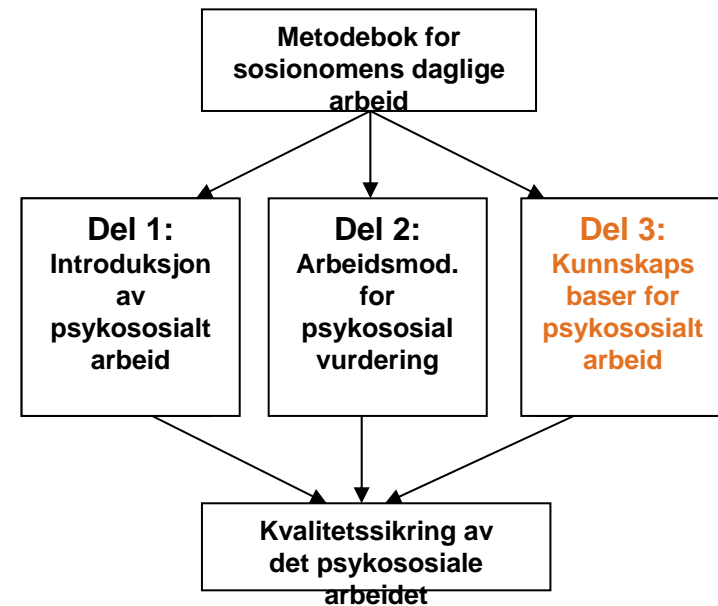 Metodebok for
sosionomens daglige
arbeid
Del 1:
Introduksjon
av
psykososialt
arbeid
Del 2:
Arbeidsmod.
for
psykososial
vurdering
Del 3:
Kunnskaps
baser for
psykososialt
arbeid
Kvalitetssikring av
det psykososiale
arbeidet